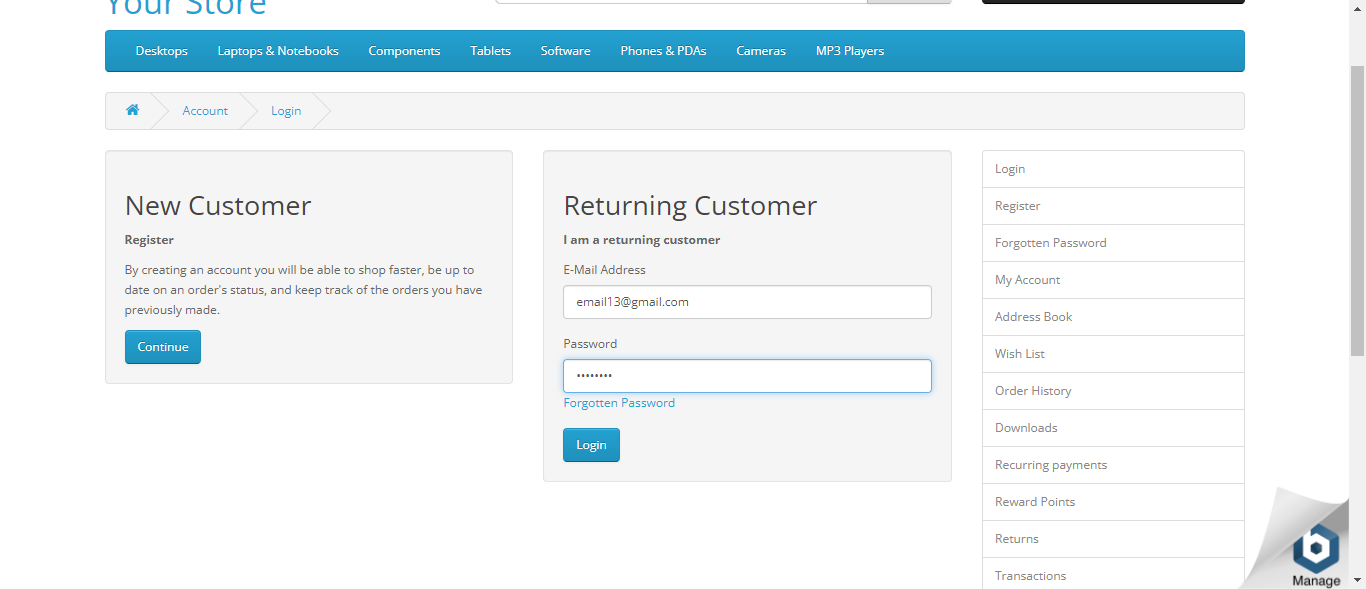 Your Store
Desktops Laptops & Notebooks Components Tablets Software Phones & PDAs Cameras MP3 Players
Account Login
New Customer
Register
By creating an account you will be able to shop faster, be up to
date on an order's status, and keep track of the orders you have
previously made.
Continue
Returning Customer
I am a returning customer
E-Mail Address
email13@gmail.com
Password
••••••••
Forgotten Password
Login
Login
Register
Forgotten Password
My Account
Address Book
Wish List
Order History
Downloads
Recurring payments
Reward Points
Returns
Transactions
b
Manage